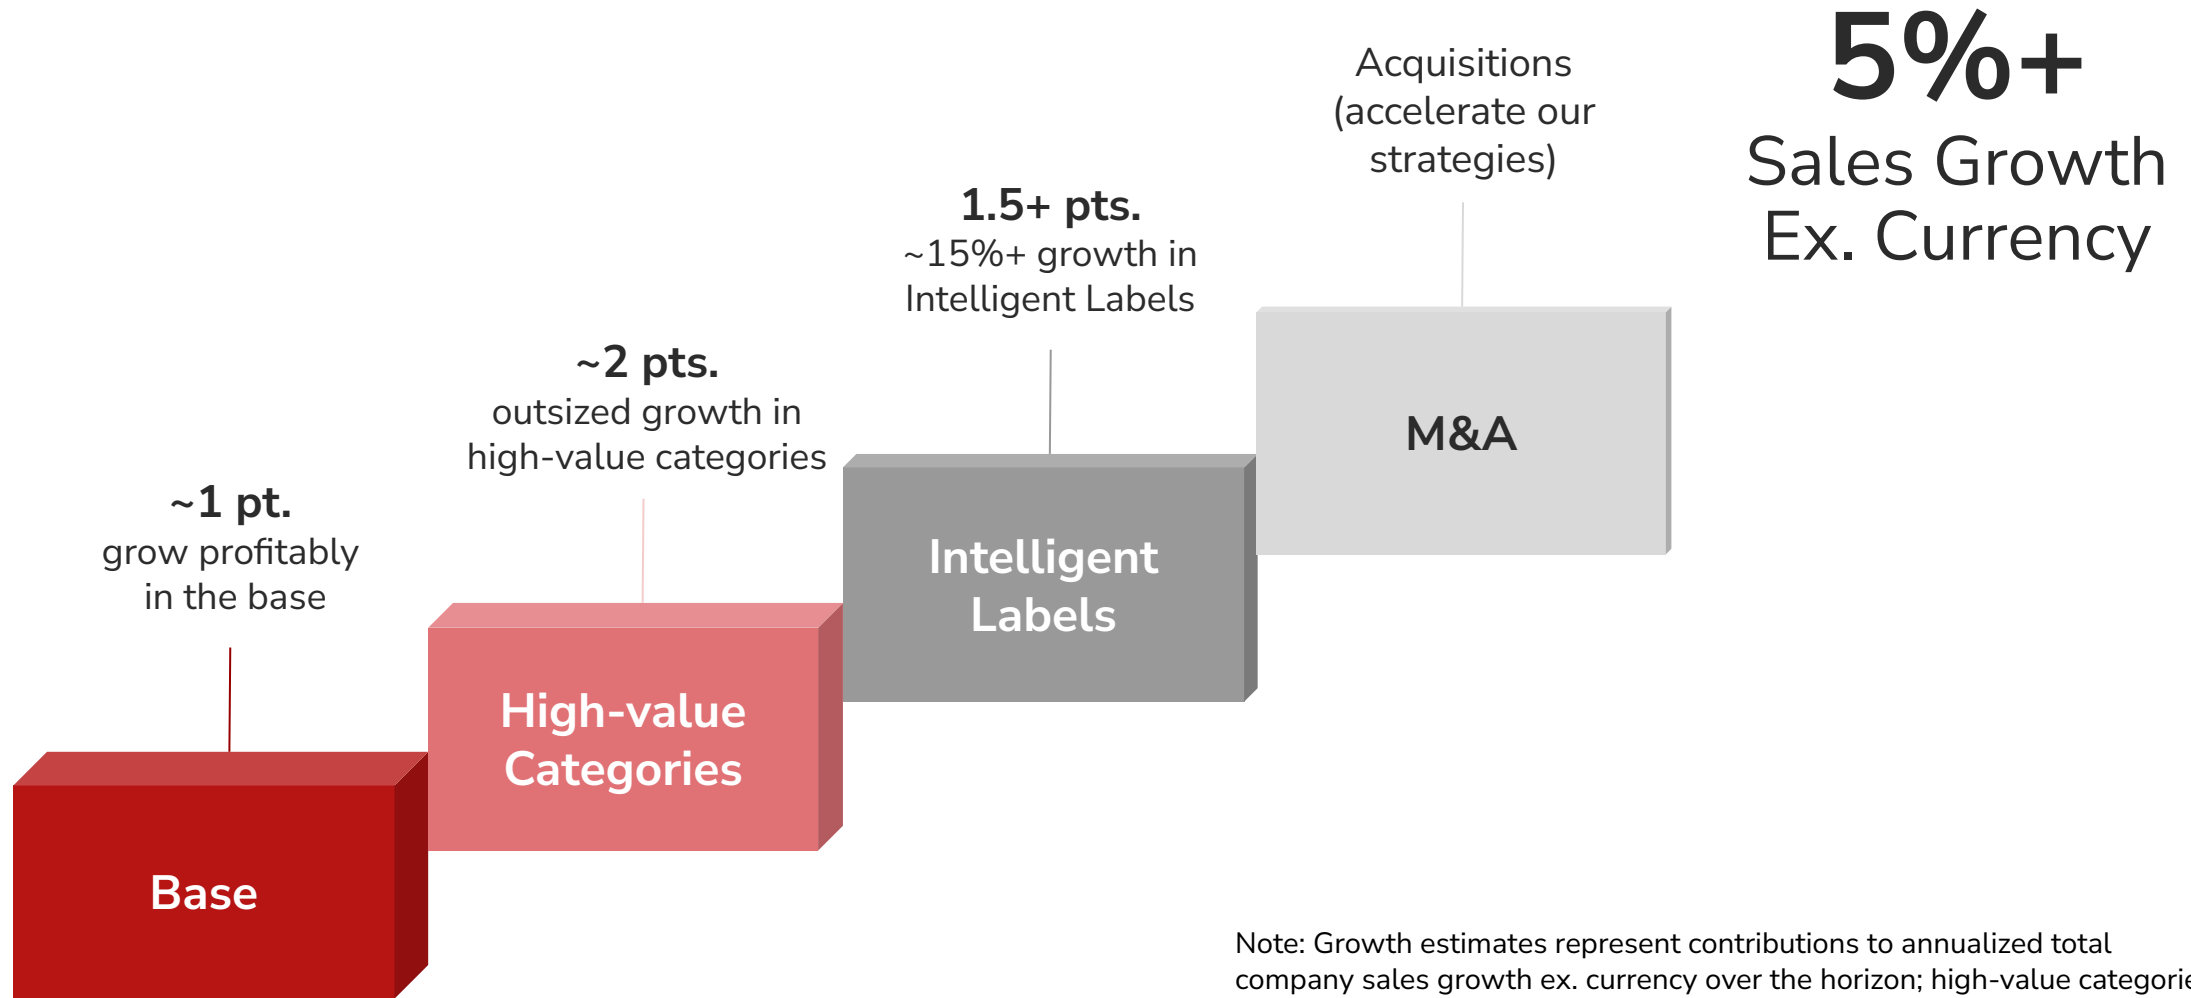 5%+
Sales Growth
Ex. Currency
Acquisitions
(accelerate our
strategies)
1.5+ pts.
~15%+ growth in
Intelligent Labels
~2 pts.
outsized growth in
high-value categories
~1 pt.
grow profitably
in the base
M&A
Intelligent
Labels
High-value
Categories
Base
Note: Growth estimates represent contributions to annualized total
company sales growth ex. currency over the horizon; high-value